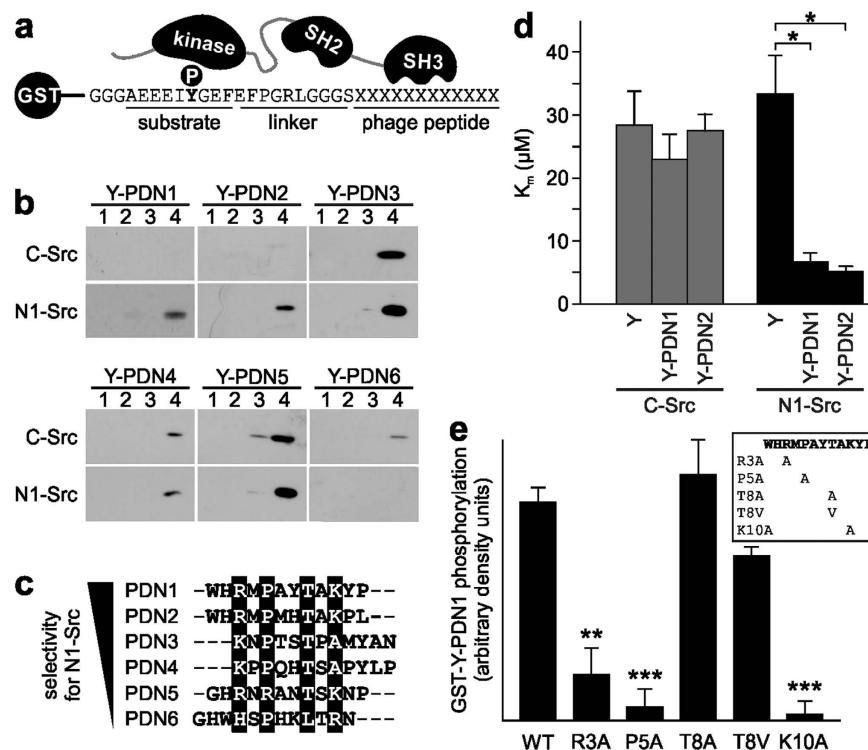 a
kinase
SH2
SH3
P
GST
GGGAEEEIYGEFEFPGRLGGGSXXXXXXXXXXXX
substrate linker phage peptide
b
Y-PDN1 Y-PDN2 Y-PDN3
1 2 3 4 1 2 3 4 1 2 3 4
C-Src
N1-Src
Y-PDN4 Y-PDN5 Y-PDN6
1 2 3 4 1 2 3 4 1 2 3 4
C-Src
N1-Src
c
selectivity
for N1-Src
PDN1 -WHRMPAYTAKYP--
PDN2 -WHRMPMHTAKPL--
PDN3 ---KNPTSTPAMYAN
PDN4 ---KPPQHTSAPYLP
PDN5 -GHRNRANTSKNP--
PDN6 GHWHSPHKLTRN---
d
Km (µM)
40
30
20
10
0
* *
Y Y-PDN1 Y-PDN2 Y Y-PDN1 Y-PDN2
C-Src N1-Src
e
GST-Y-PDN1 phosphorylation
(arbitrary density units)
WHRMPAYTAKY
R3A A
P5A A
T8A A
T8V V
K10A A
** *** ***
WT R3A P5A T8A T8V K10A